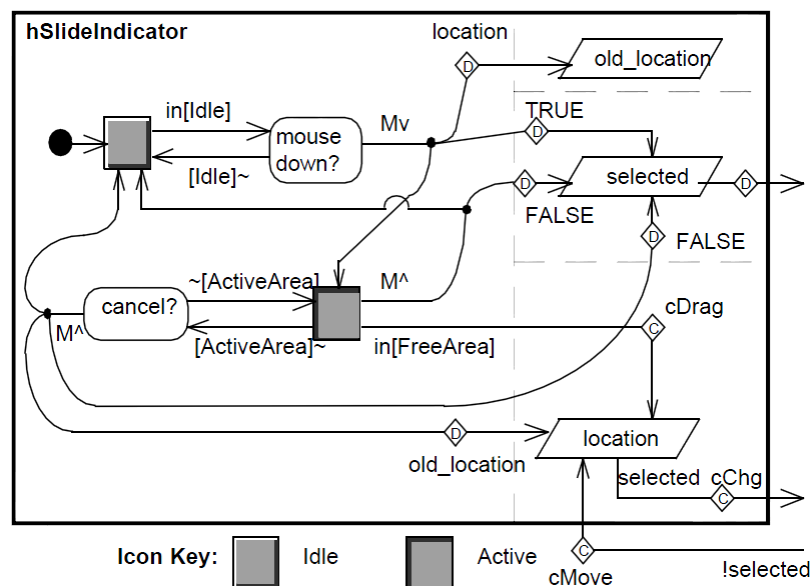 hSlideIndicator
location
D
old_location
in[Idle]
Mv
TRUE
D
mouse
down?
[Idle]~
selected
D
D
FALSE
D
FALSE
~[ActiveArea]
M^
cancel?
cDrag
M^
[ActiveArea]~
in[FreeArea]
C
D
location
old_location
selected
cChg
C
Icon Key:
Idle
Active
C
cMove
!selected